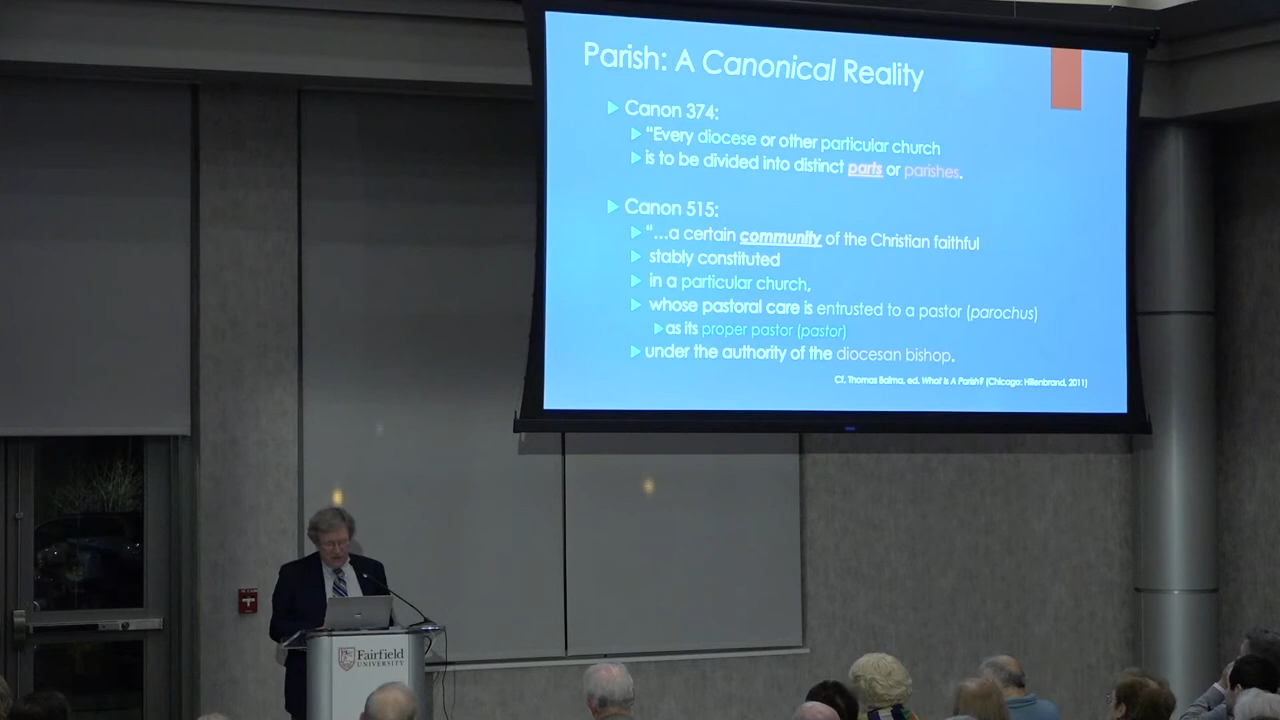 Parish: A Canonical Reality
Canon 374:
“Every diocese or other particular church
is to be divided into distinct parts or parishes.
Canon 515:
“...a certain community of the Christian faithful
stably constituted
in a particular church,
whose pastoral care is entrusted to a pastor (parochus)
as its proper pastor (pastor)
under the authority of the diocesan bishop.
Cf. Thomas Baima, ed. What Is A Parish? (Chicago: Hillenbrand, 2011)
Fairfield
UNIVERSITY